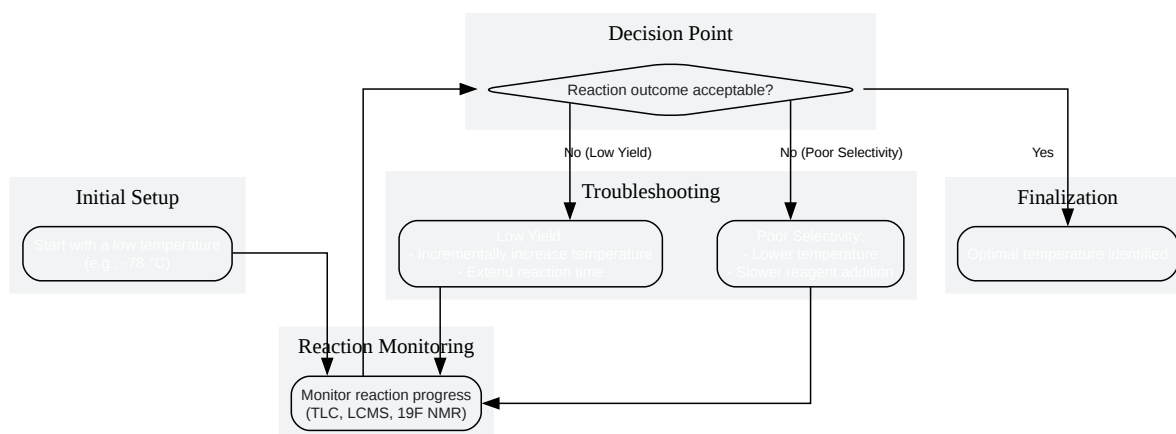 Decision Point
Reaction outcome acceptable?
No (Low Yield)
No (Poor Selectivity)
Yes
Initial Setup
Start with a low temperature
(e.g., -78 °C)
Troubleshooting
Low Yield:
- Incrementally increase temperature
- Extend reaction time
Poor Selectivity:
- Lower temperature
- Slower reagent addition
Finalization
Optimal temperature identified
Reaction Monitoring
Monitor reaction progress
(TLC, LCMS, 19F NMR)